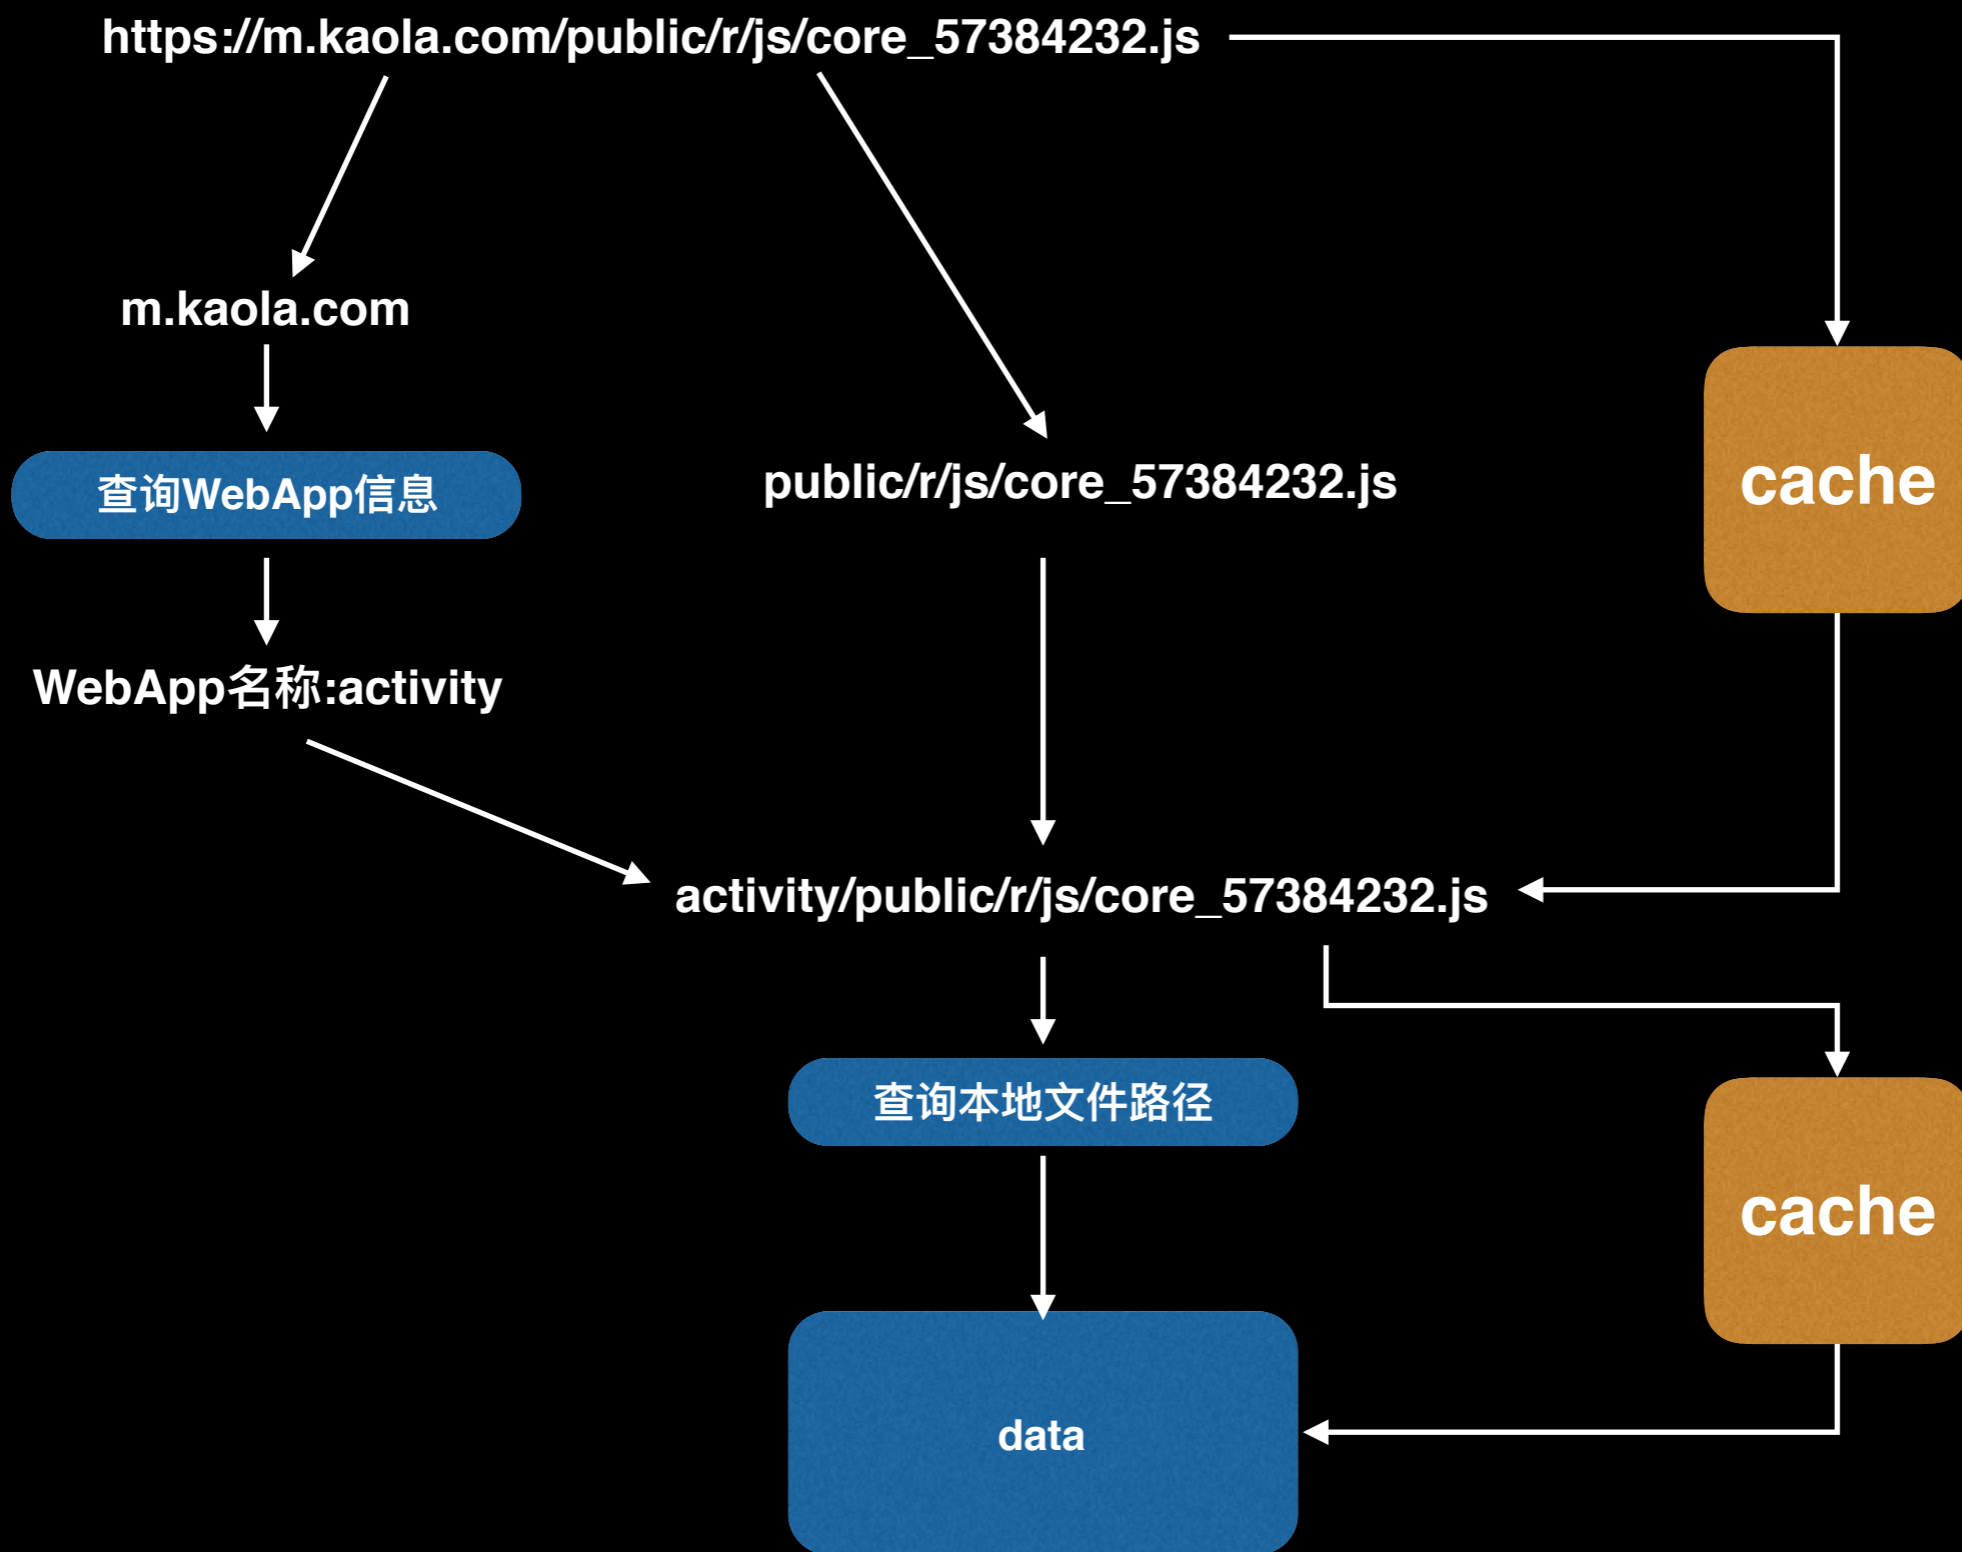 https://m.kaola.com/public/r/js/core_57384232.js
m.kaola.com
查询WebApp信息
public/r/js/core_57384232.js
cache
WebApp名称:activity
activity/public/r/js/core_57384232.js
查询本地文件路径
cache
data